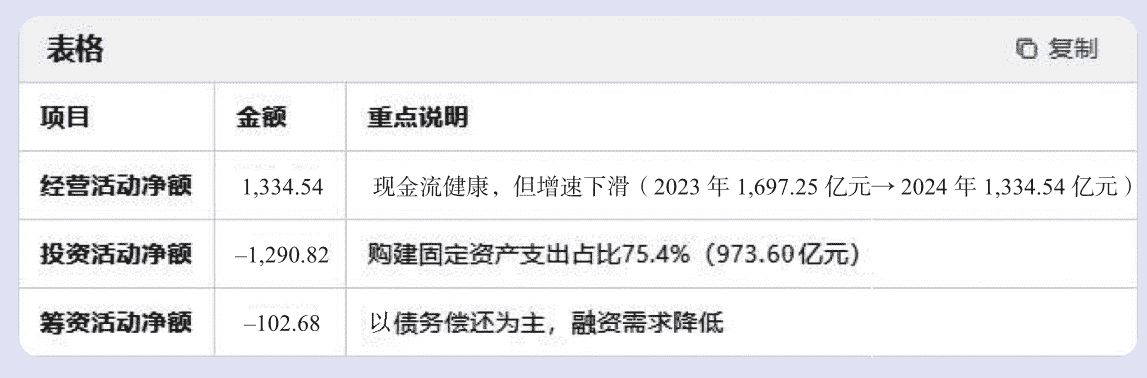 表格 复制
项目 金额 重点说明
经营活动净额 1,334.54 现金流健康，但增速下滑（2023 年 1,697.25 亿元→ 2024 年 1,334.54 亿元）
投资活动净额 –1,290.82 购建固定资产支出占比75.4%（973.60亿元）
筹资活动净额 –102.68 以债务偿还为主，融资需求降低